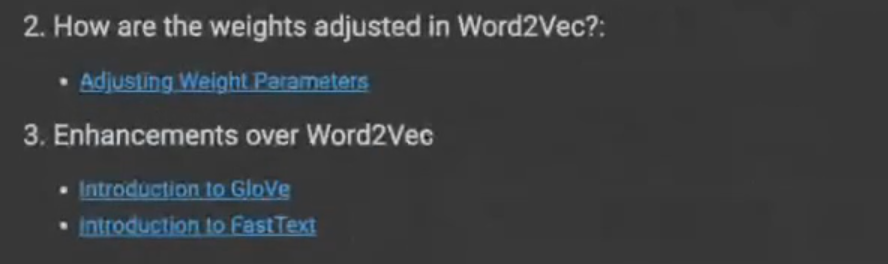 2. How are the weights adjusted in Word2Vec?:
• Adjusting Weight Parameters
3. Enhancements over Word2Vec
• Introduction to GloVe
• Introduction to FastText